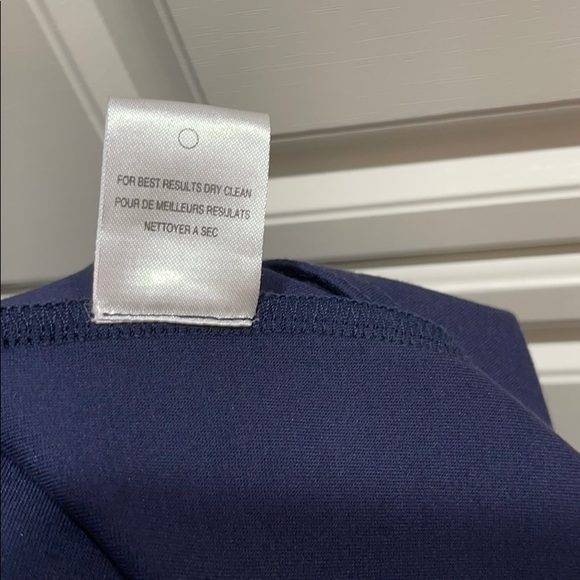 FOR BEST RESULTS DRY CLEAN
POUR DE MEILLEURS RESULATS
NETTOYER A SEC